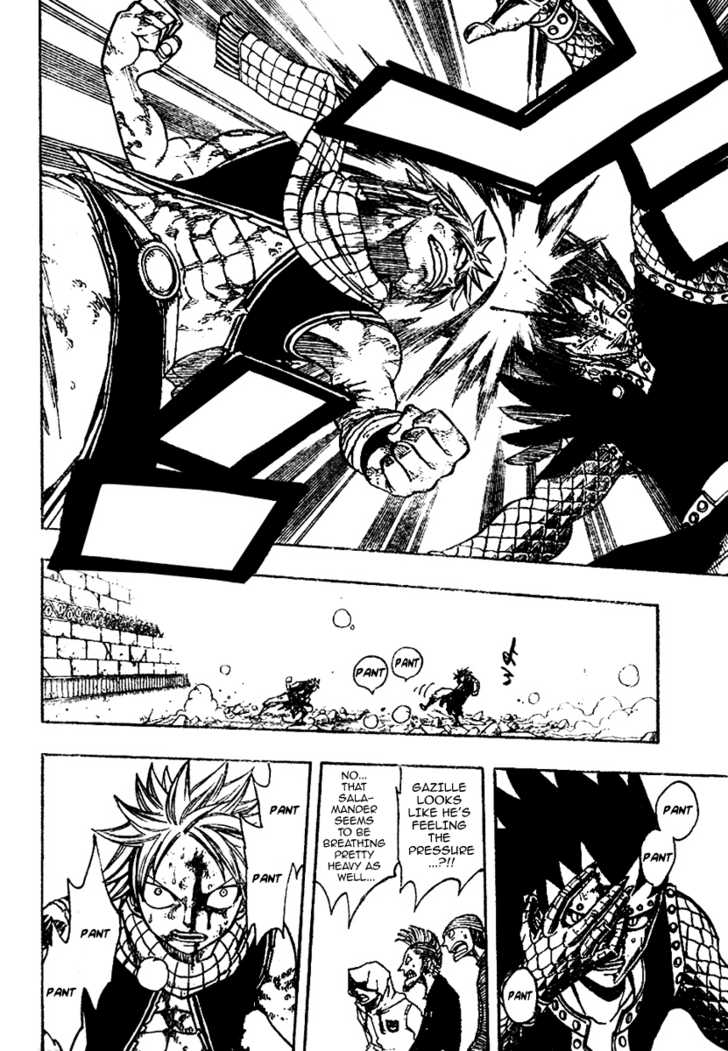 PANT
PANT
PANT
PANT
PANT
GAZILLE
LOOKS
LIKE HE'S
FEELING
THE
PRESSURE
...?!!
NO...
THAT
SALA-
MANDER
SEEMS
TO BE
BREATHING
PRETTY
HEAVY AS
WELL...
PANT
PANT
PANT
PANT